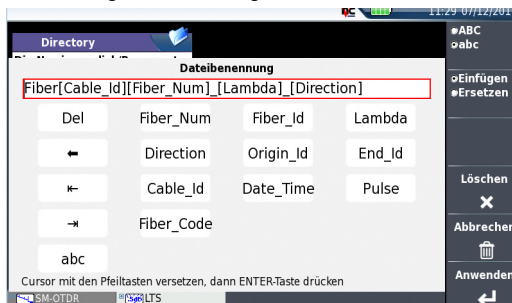 11:29 07/12/201
Directory
ABC
abc
Dateibenennung
Einfügen
Ersetzen
Fiber[Cable_Id][Fiber_Num]_[Lambda]_[Direction]
Del Fiber_Num Fiber_Id Lambda
Direction Origin_Id End_Id
Cable_Id Date_Time Pulse
Löschen
Fiber_Code
Abbrechen
abc
Anwenden
Cursor mit den Pfeiltasten versetzen, dann ENTER-Taste drücken
SM-OTDR LTS